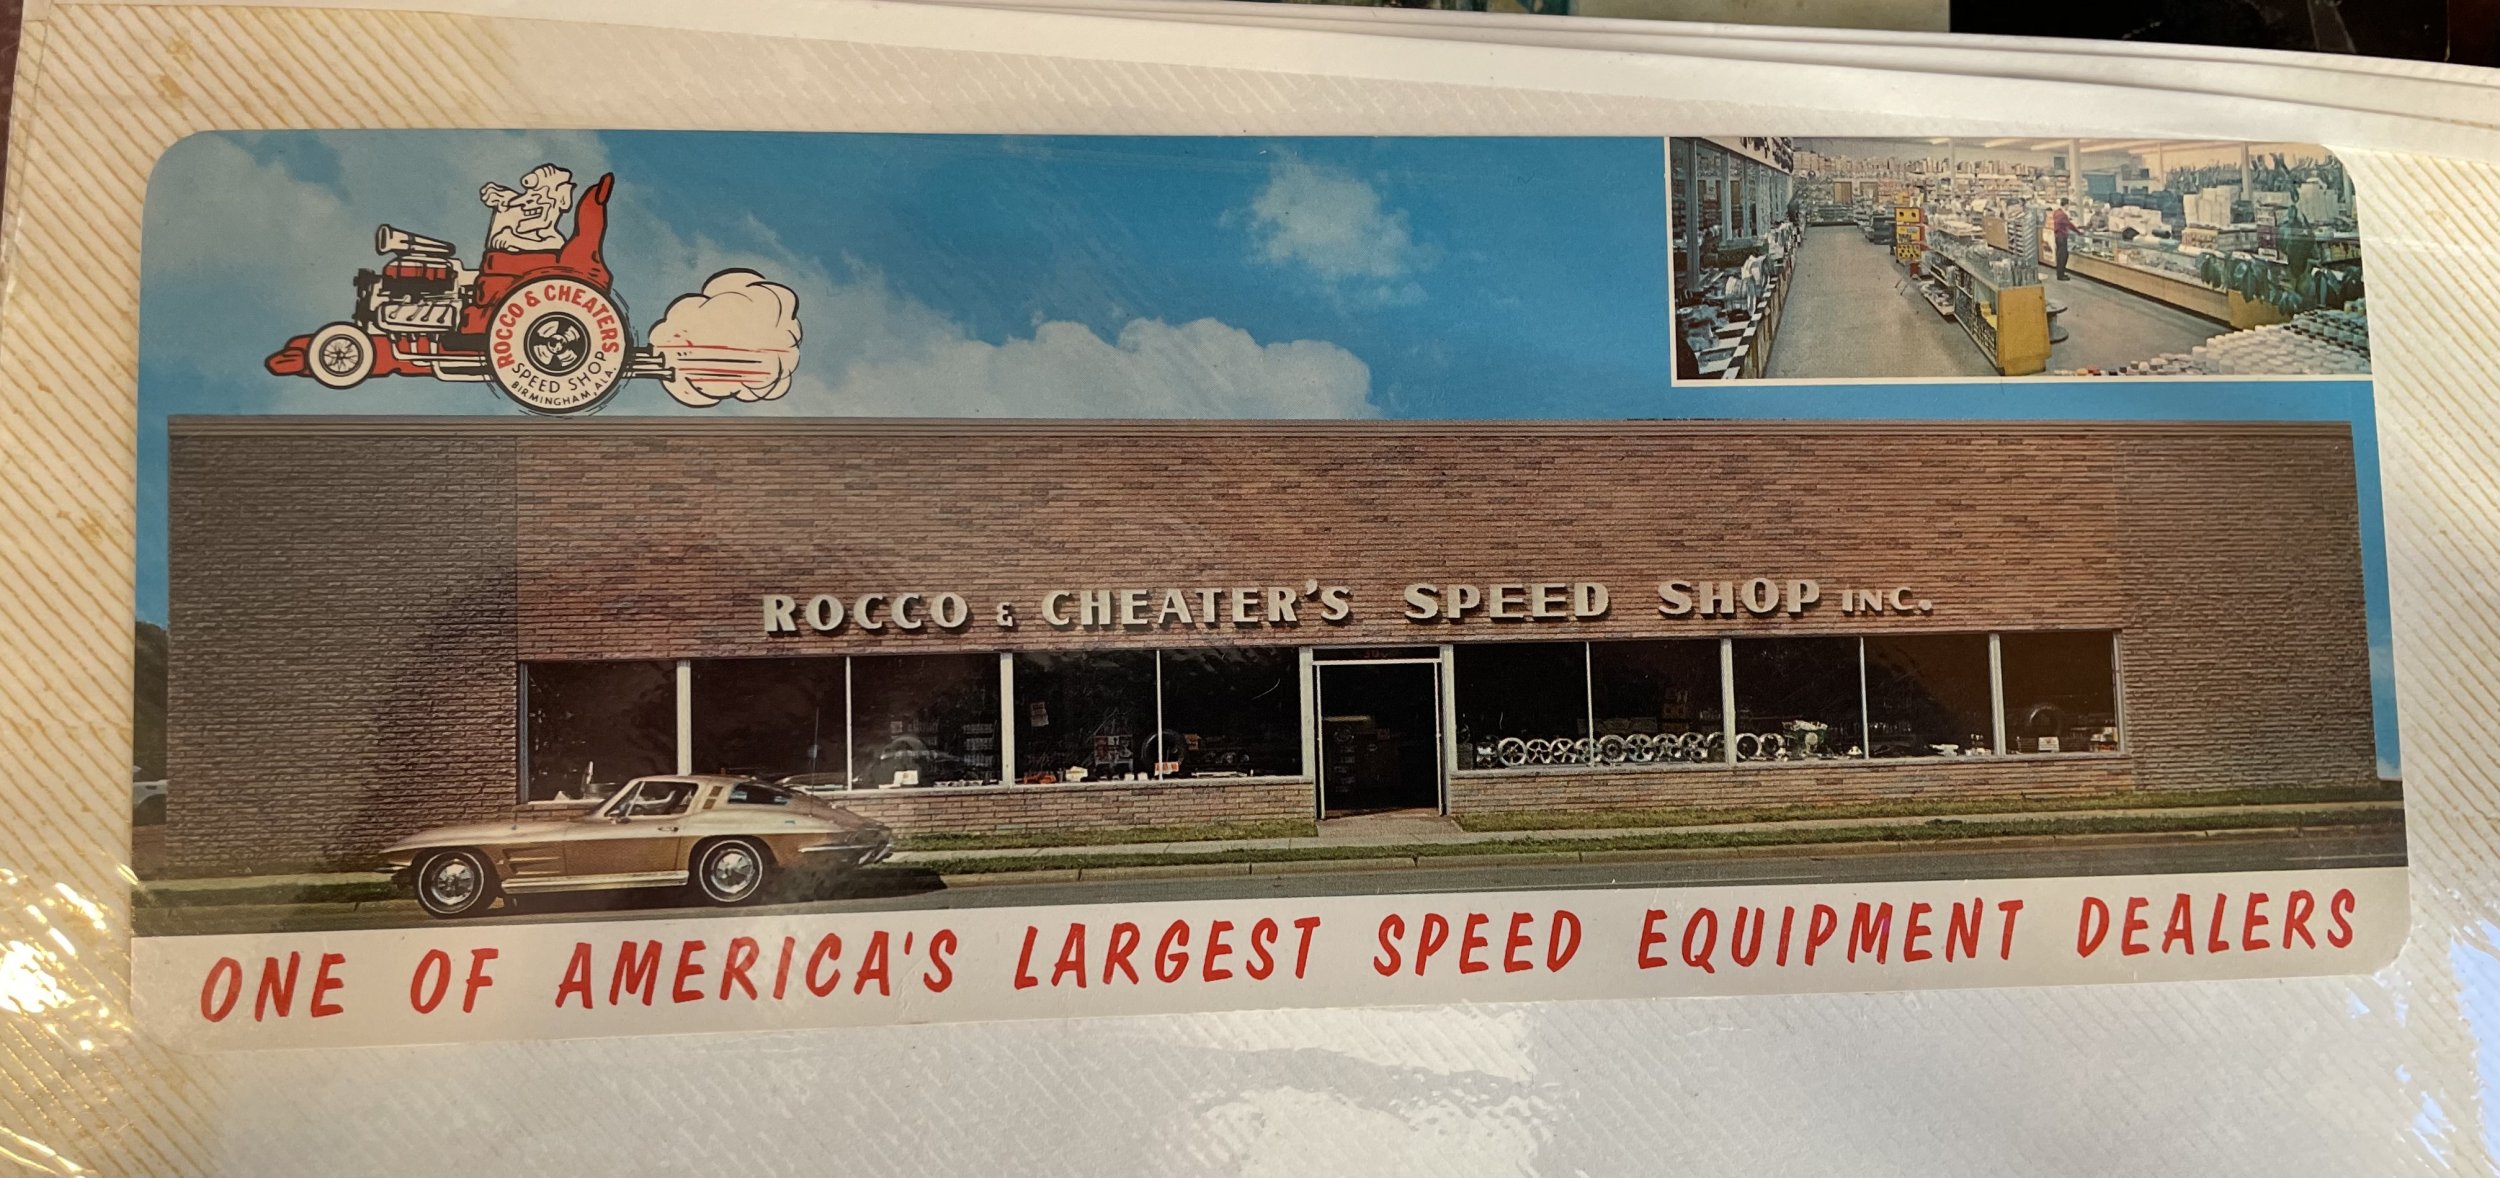 ROCCO & CHEATERS
SPEED SHOP
BIRMINGHAM, ALA.
ROCCO & CHEATER'S SPEED SHOP INC.
ONE OF AMERICA'S LARGEST SPEED EQUIPMENT DEALERS